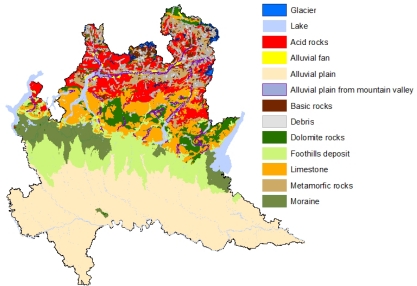 Glacier
Lake
Acid rocks
Alluvial fan
Alluvial plain
Alluvial plain from mountain valley
Basic rocks
Debris
Dolomite rocks
Foothills deposit
Limestone
Metamorfic rocks
Moraine